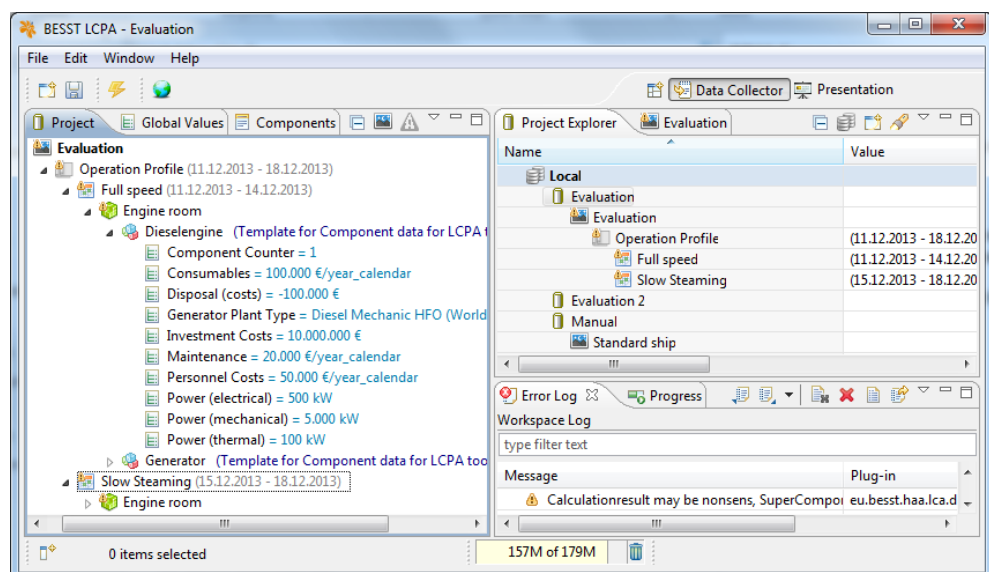 BESST LCPA - Evaluation
File Edit Window Help
Data Collector Presentation
Project Global Values Components
Evaluation
Operation Profile (11.12.2013 - 18.12.2013)
Full speed (11.12.2013 - 14.12.2013)
Engine room
Dieselengine (Template for Component data for LCPA t
Component Counter = 1
Consumables = 100.000 €/year_calendar
Disposal (costs) = -100.000 €
Generator Plant Type = Diesel Mechanic HFO (World
Investment Costs = 10.000.000 €
Maintenance = 20.000 €/year_calendar
Personnel Costs = 50.000 €/year_calendar
Power (electrical) = 500 kW
Power (mechanical) = 5.000 kW
Power (thermal) = 100 kW
Generator (Template for Component data for LCPA too
Slow Steaming (15.12.2013 - 18.12.2013)
Engine room
Project Explorer Evaluation
Name Value
Local
Evaluation
Evaluation
Operation Profile (11.12.2013 - 18.12.20
Full speed (11.12.2013 - 14.12.20
Slow Steaming (15.12.2013 - 18.12.20
Evaluation 2
Manual
Standard ship
Error Log Progress
Workspace Log
type filter text
Message Plug-in
Calculationresult may be nonsens, SuperCompo eu.besst.haa.lca.d
0 items selected
157M of 179M